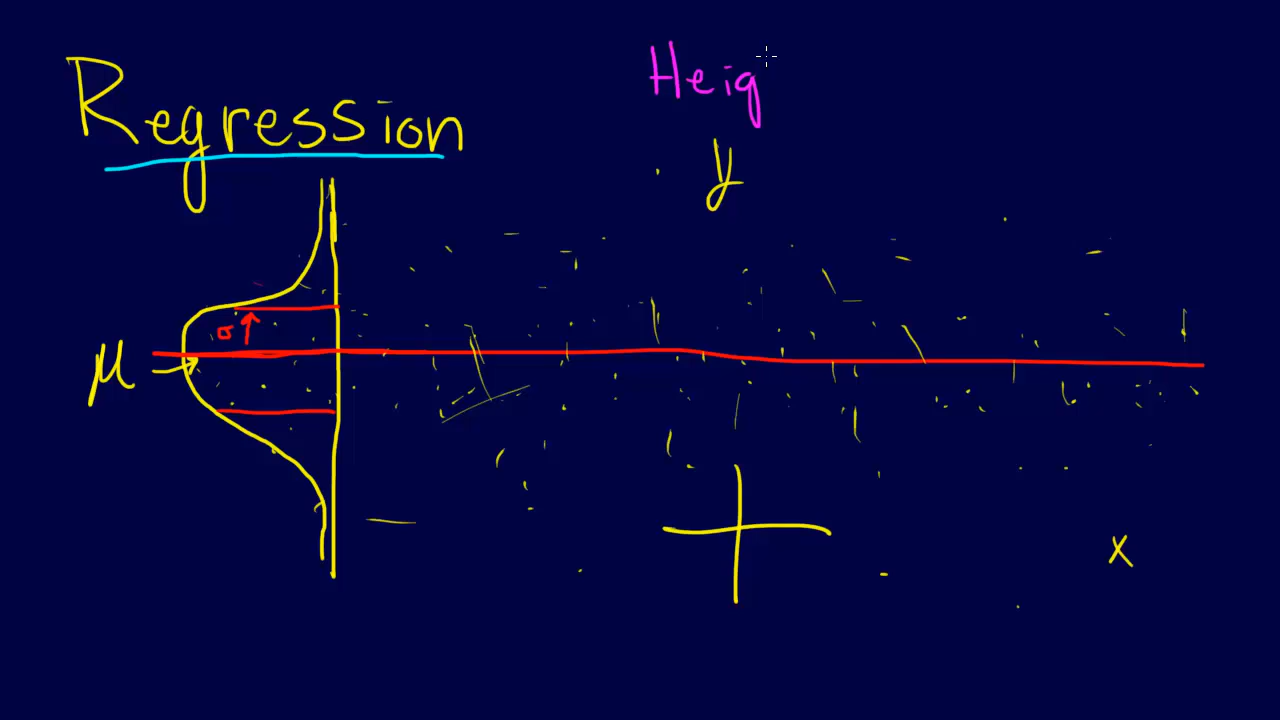 Heig
Regression
y
σ
μ
x